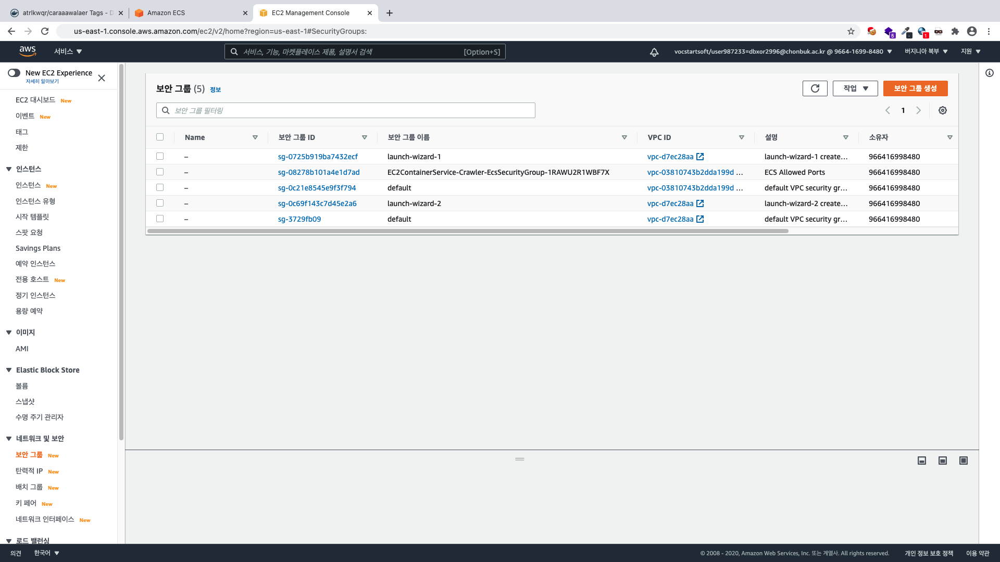 atrlkwqr/caraaawalaer Tags - D
Amazon ECS
EC2 Management Console
us-east-1.console.aws.amazon.com/ec2/v2/home?region=us-east-1#SecurityGroups:
5
1
aws
서비스
서비스, 기능, 마켓플레이스 제품, 설명서 검색
[Option+S]
vocstartsoft/user987233=dbxor2996@chonbuk.ac.kr @ 9664-1699-8480
버지니아 북부
지원
New EC2 Experience
자세히 알아보기
EC2 대시보드 New
이벤트 New
태그
제한
인스턴스
인스턴스 New
인스턴스 유형
시작 템플릿
스팟 요청
Savings Plans
예약 인스턴스
전용 호스트 New
정기 인스턴스
용량 예약
이미지
AMI
Elastic Block Store
볼륨
스냅샷
수명 주기 관리자
네트워크 및 보안
보안 그룹 New
탄력적 IP New
배치 그룹 New
키 페어 New
네트워크 인터페이스 New
로드 밸런싱
보안 그룹 (5) 정보
작업
보안 그룹 생성
보안 그룹 필터링
1
Name 보안 그룹 ID 보안 그룹 이름 VPC ID 설명 소유자
– sg-0725b919ba7432ecf launch-wizard-1 vpc-d7ec28aa launch-wizard-1 create... 966416998480
– sg-08278b101a4e1d7ad EC2ContainerService-Crawler-EcsSecurityGroup-1RAWU2R1WBF7X vpc-03810743b2dda199d ... ECS Allowed Ports 966416998480
– sg-0c21e8545e9f3f794 default vpc-03810743b2dda199d ... default VPC security gr... 966416998480
– sg-0c69f143c7d45e2a6 launch-wizard-2 vpc-d7ec28aa launch-wizard-2 create... 966416998480
– sg-3729fb09 default vpc-d7ec28aa default VPC security gr... 966416998480
의견
한국어
© 2008 - 2020, Amazon Web Services, Inc. 또는 계열사. All rights reserved.
개인 정보 보호 정책
이용 약관